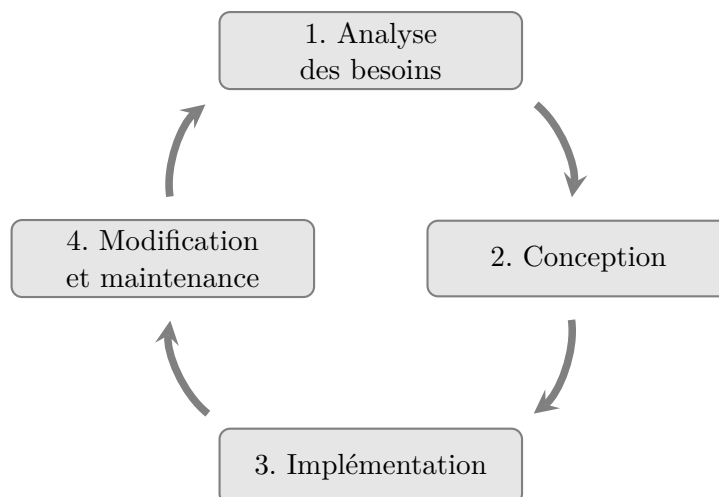 1. Analyse
des besoins
2. Conception
4. Modification
et maintenance
3. Implémentation